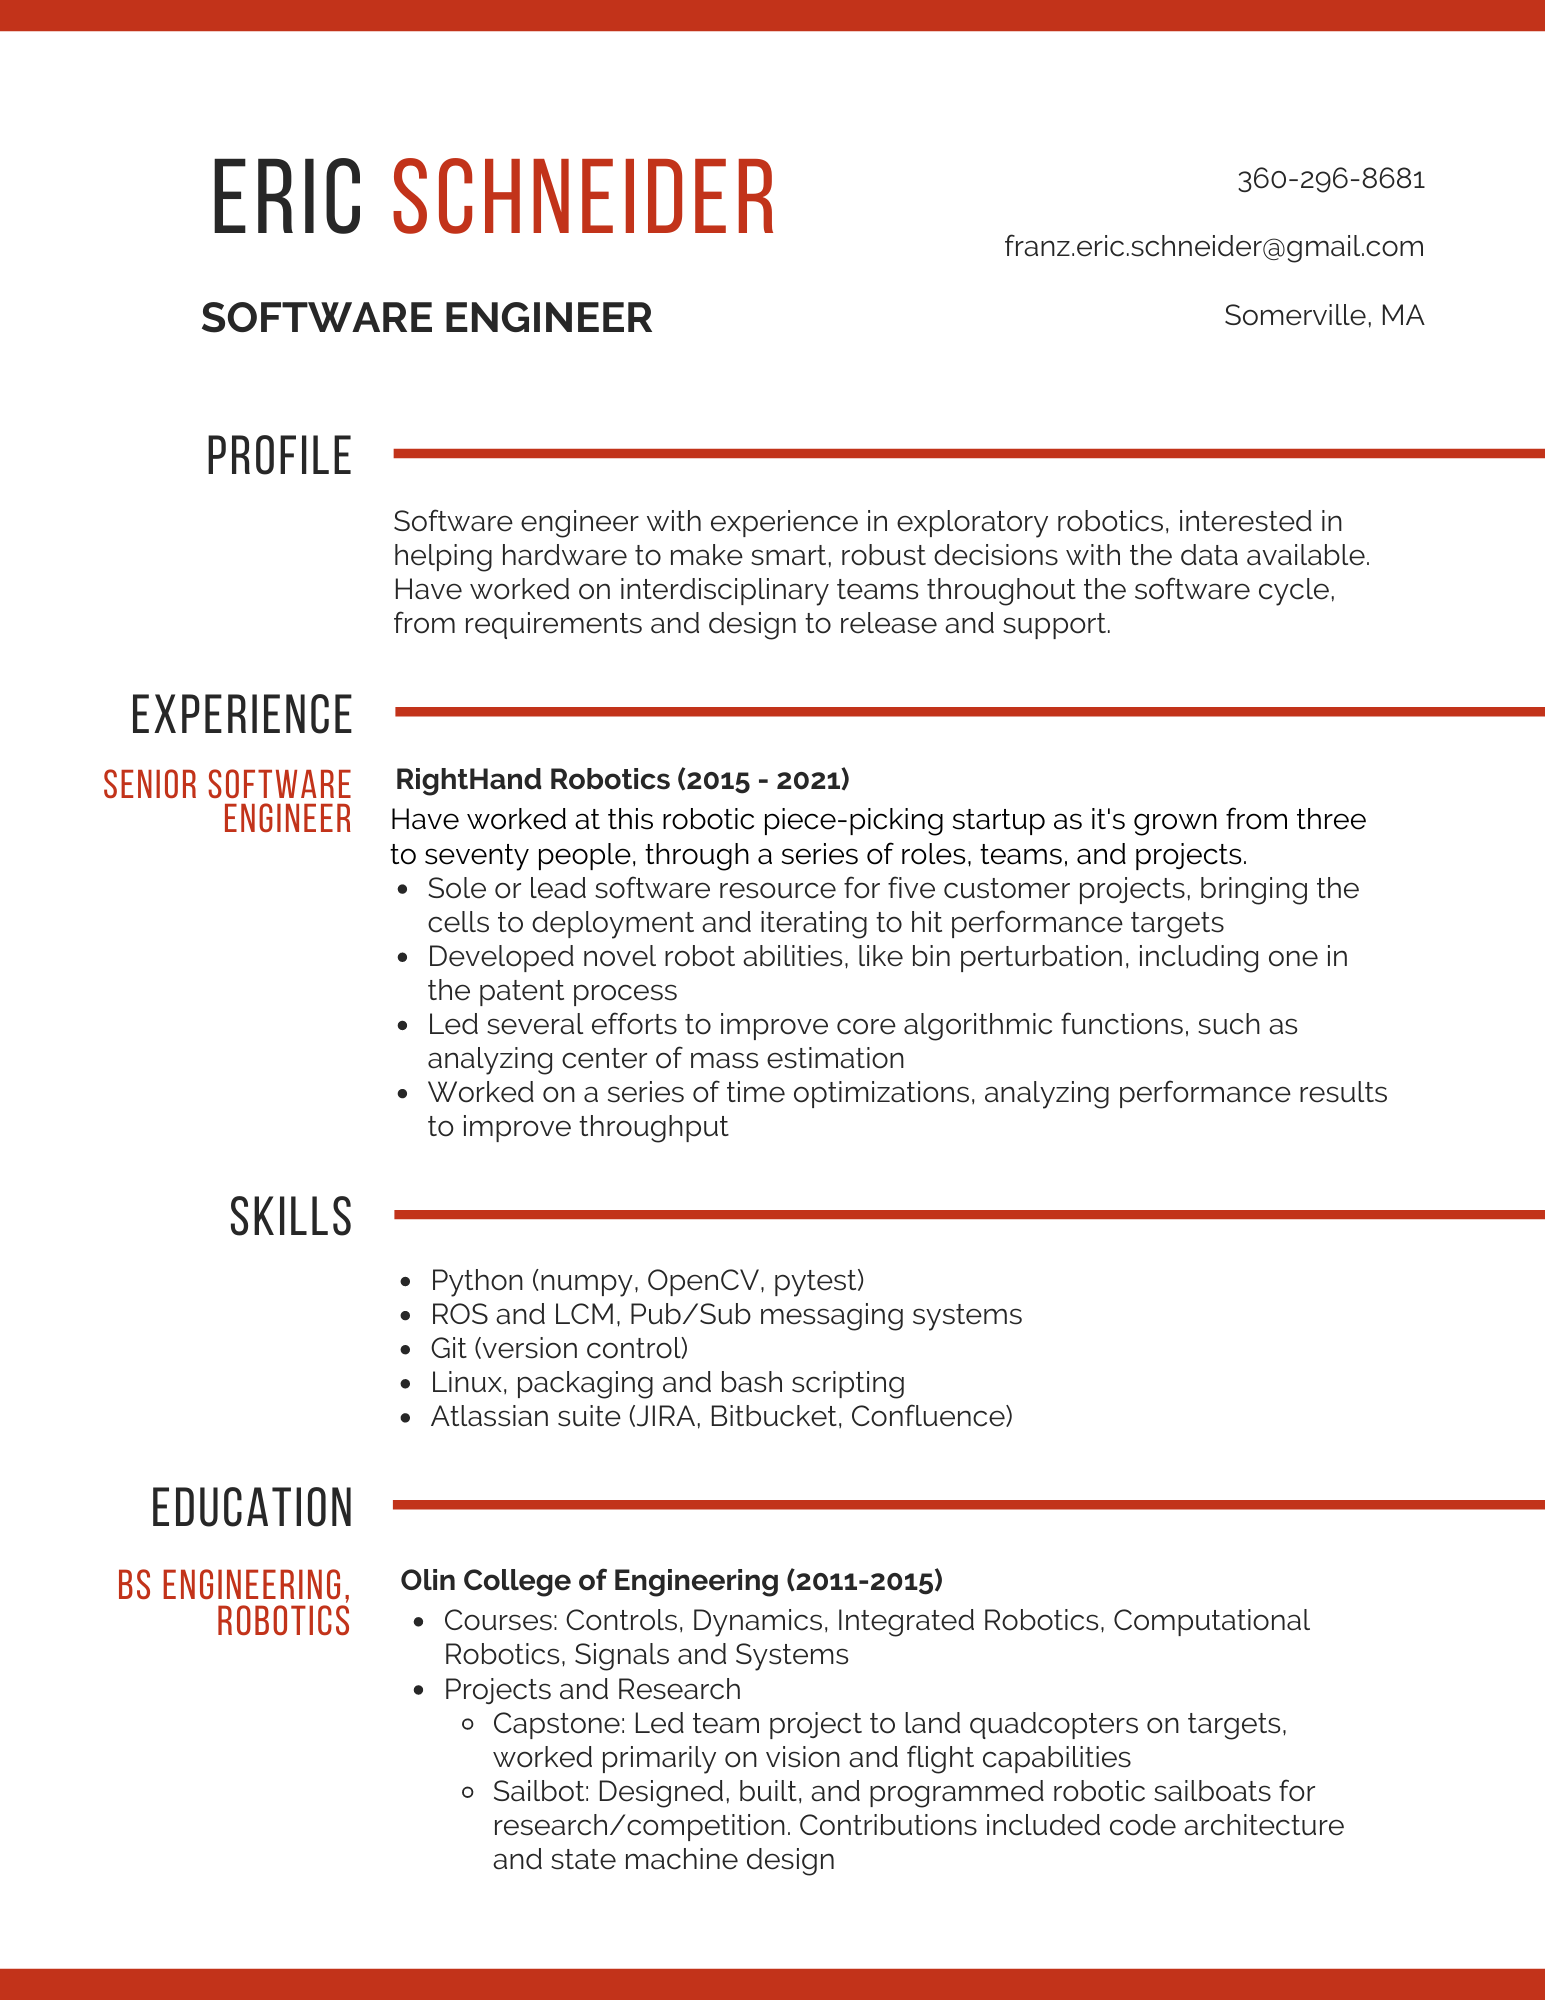 ERIC SCHNEIDER
360-296-8681
franz.eric.schneider@gmail.com
SOFTWARE ENGINEER
Somerville, MA
PROFILE
Software engineer with experience in exploratory robotics, interested in
helping hardware to make smart, robust decisions with the data available.
Have worked on interdisciplinary teams throughout the software cycle,
from requirements and design to release and support.
EXPERIENCE
SENIOR SOFTWARE
ENGINEER
RightHand Robotics (2015 - 2021)
Have worked at this robotic piece-picking startup as it's grown from three
to seventy people, through a series of roles, teams, and projects.
• Sole or lead software resource for five customer projects, bringing the
cells to deployment and iterating to hit performance targets
• Developed novel robot abilities, like bin perturbation, including one in
the patent process
• Led several efforts to improve core algorithmic functions, such as
analyzing center of mass estimation
• Worked on a series of time optimizations, analyzing performance results
to improve throughput
SKILLS
• Python (numpy, OpenCV, pytest)
• ROS and LCM, Pub/Sub messaging systems
• Git (version control)
• Linux, packaging and bash scripting
• Atlassian suite (JIRA, Bitbucket, Confluence)
EDUCATION
BS ENGINEERING,
ROBOTICS
Olin College of Engineering (2011-2015)
• Courses: Controls, Dynamics, Integrated Robotics, Computational
Robotics, Signals and Systems
• Projects and Research
◦ Capstone: Led team project to land quadcopters on targets,
worked primarily on vision and flight capabilities
◦ Sailbot: Designed, built, and programmed robotic sailboats for
research/competition. Contributions included code architecture
and state machine design